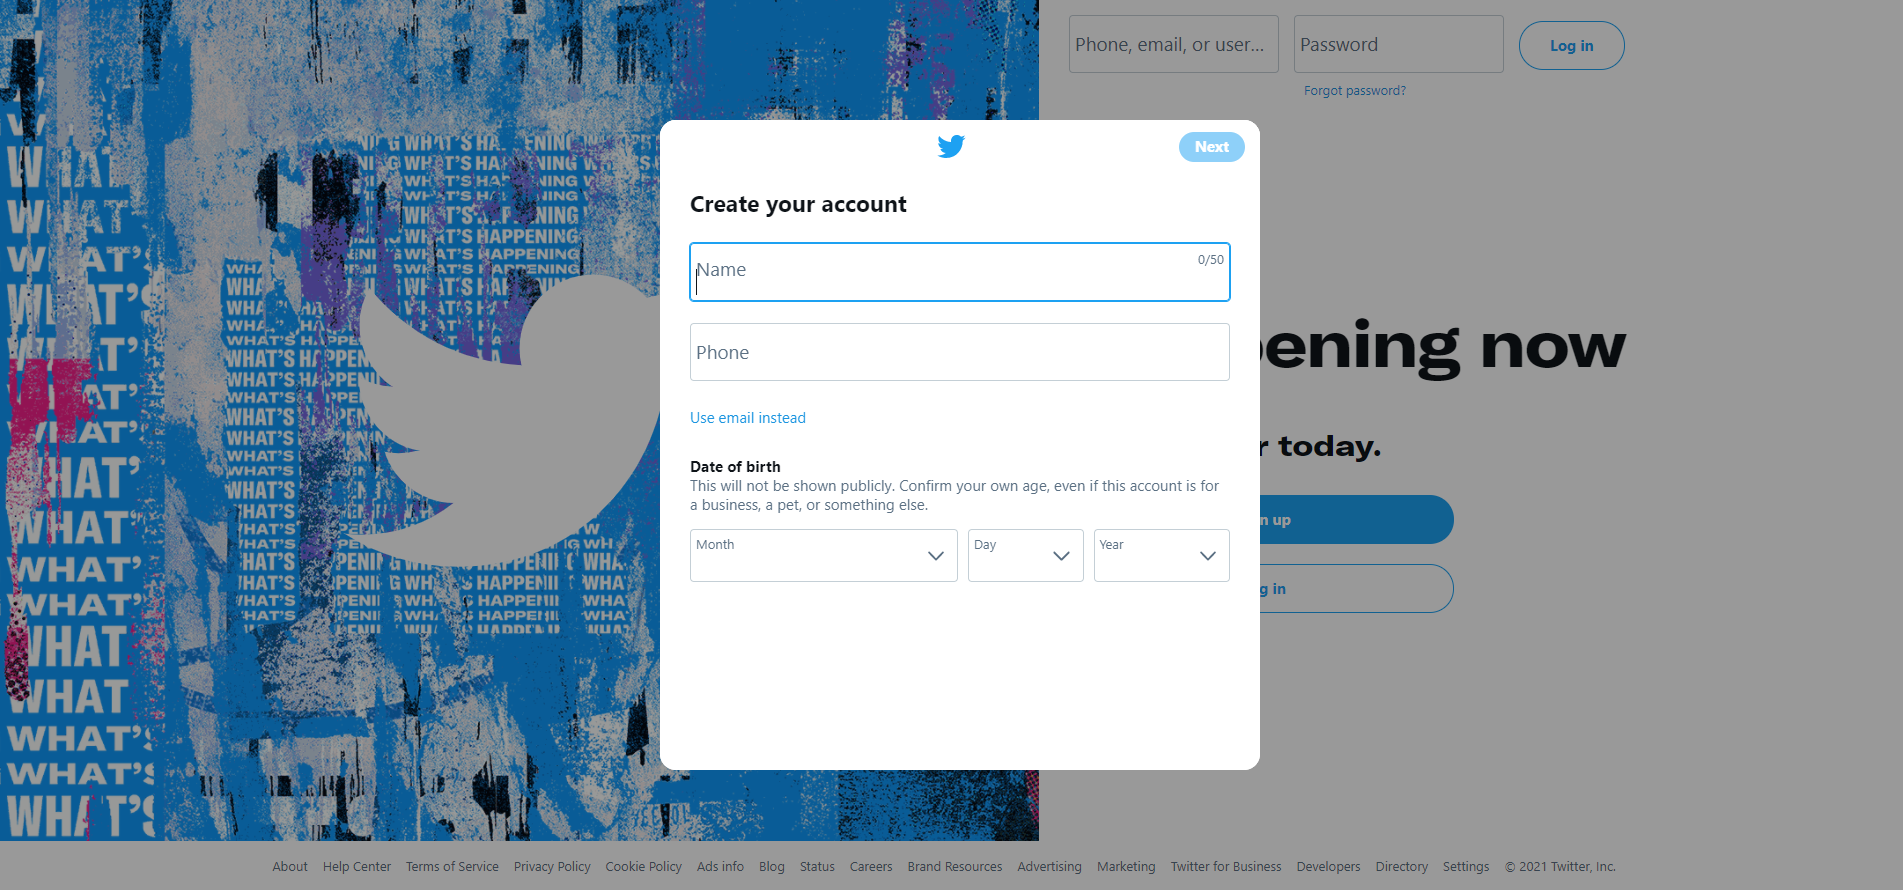 Phone, email, or user...
Password
Log in
Forgot password?
Next
Create your account
Name
0/50
Phone
Use email instead
Date of birth
This will not be shown publicly. Confirm your own age, even if this account is for
a business, a pet, or something else.
Month
Day
Year
ening now
r today.
n up
g in
WHAT
WHAT'S
WHAT'S HAPPENING
About Help Center Terms of Service Privacy Policy Cookie Policy Ads info Blog Status Careers Brand Resources Advertising Marketing Twitter for Business Developers Directory Settings © 2021 Twitter, Inc.